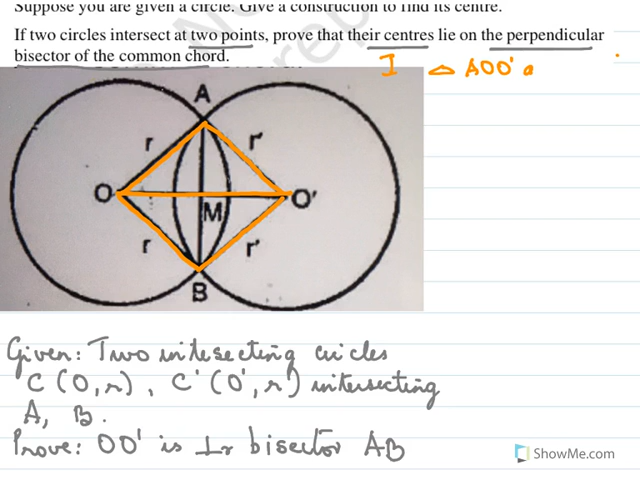 Suppose you are given a circle. Give a construction to find its centre.
If two circles intersect at two points, prove that their centres lie on the perpendicular
bisector of the common chord.
I △ AOO' a
A
r r'
O M O'
r r'
B
Given: Two intersecting circles
C (O, r), C' (O', r') intersecting
A, B.
Prove: OO' is ⊥r bisector AB
ShowMe.com